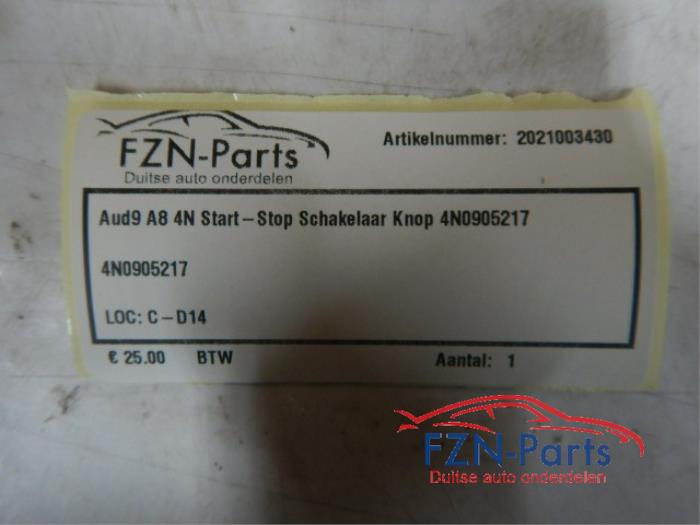 FZN-Parts
Duitse auto onderdelen
Artikelnummer: 2021003430
Aud9 A8 4N Start-Stop Schakelaar Knop 4N0905217
4N0905217
LOC: C-D14
€ 25.00 BTW Aantal: 1
FZN-Parts
Duitse auto onderdelen